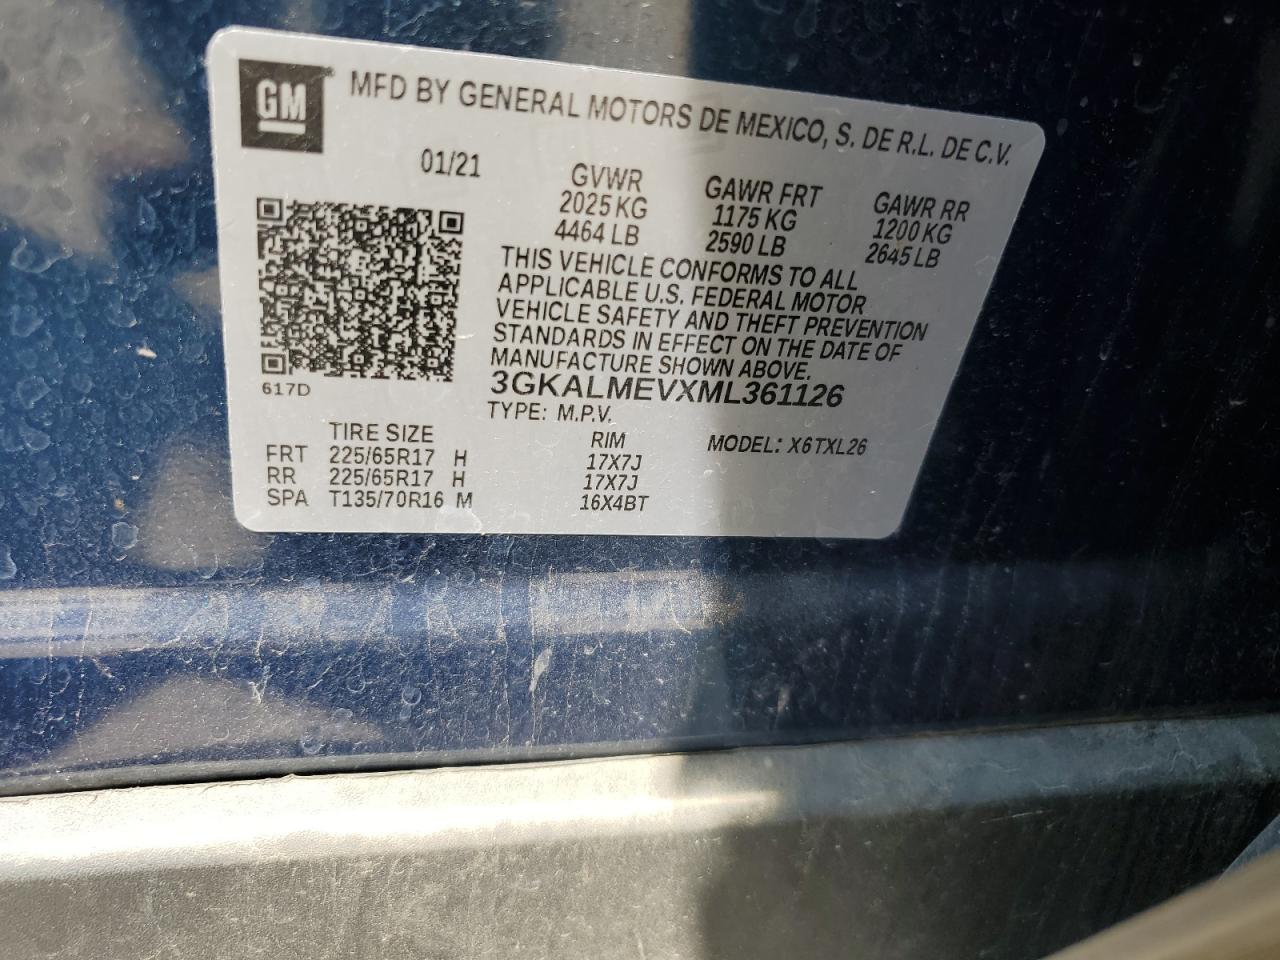 GM MFD BY GENERAL MOTORS DE MEXICO, S. DE R.L. DE C.V.
01/21 GVWR GAWR FRT GAWR RR
2025 KG 1175 KG 1200 KG
4464 LB 2590 LB 2645 LB
THIS VEHICLE CONFORMS TO ALL
APPLICABLE U.S. FEDERAL MOTOR
VEHICLE SAFETY AND THEFT PREVENTION
STANDARDS IN EFFECT ON THE DATE OF
MANUFACTURE SHOWN ABOVE.
617D 3GKALMEVXML361126
TYPE: M.P.V.
TIRE SIZE RIM MODEL: X6TXL26
FRT 225/65R17 H 17X7J
RR 225/65R17 H 17X7J
SPA T135/70R16 M 16X4BT